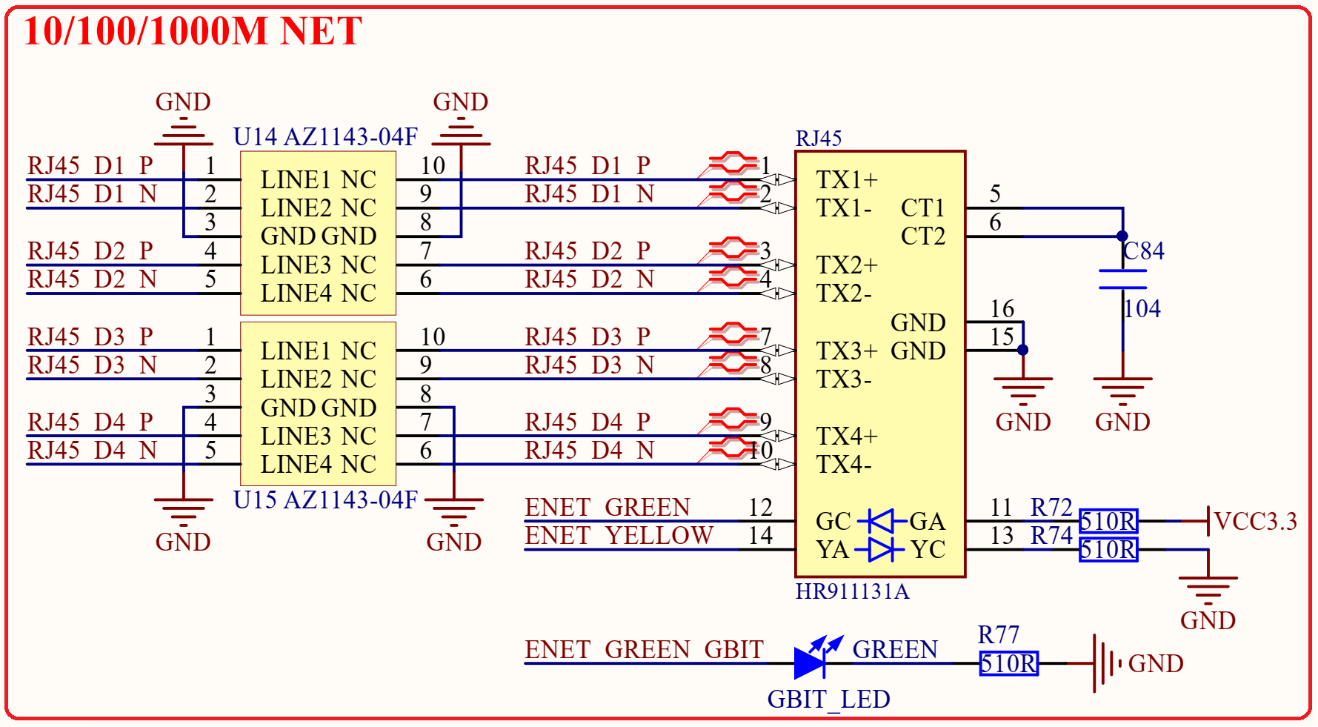 10/100/1000M NET
GND
GND
U14 AZ1143-04F
RJ45
RJ45_D1_P 1 LINE1 NC 10 RJ45_D1_P 1 TX1+
RJ45_D1_N 2 LINE2 NC 9 RJ45_D1_N 2 TX1- CT1 5
3 GND GND 8 CT2 6
RJ45_D2_P 4 LINE3 NC 7 RJ45_D2_P 3 TX2+ C84
RJ45_D2_N 5 LINE4 NC 6 RJ45_D2_N 4 TX2- 104
GND 16
RJ45_D3_P 1 LINE1 NC 10 RJ45_D3_P 7 TX3+ GND 15
RJ45_D3_N 2 LINE2 NC 9 RJ45_D3_N 8 TX3-
3 GND GND 8 GND GND
RJ45_D4_P 4 LINE3 NC 7 RJ45_D4_P 9 TX4+
RJ45_D4_N 5 LINE4 NC 6 RJ45_D4_N 10 TX4-
U15 AZ1143-04F
ENET_GREEN 12 GC GA 11 R72 510R VCC3.3
GND GND
ENET_YELLOW 14 YA YC 13 R74 510R
HR911131A
GND
ENET_GREEN_GBIT GREEN R77 510R GND
GBIT_LED